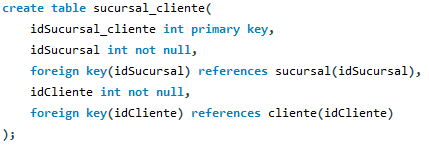 create table sucursal_cliente(
idSucursal_cliente int primary key,
idSucursal int not null,
foreign key(idSucursal) references sucursal(idSucursal),
idCliente int not null,
foreign key(idCliente) references cliente(idCliente)
);